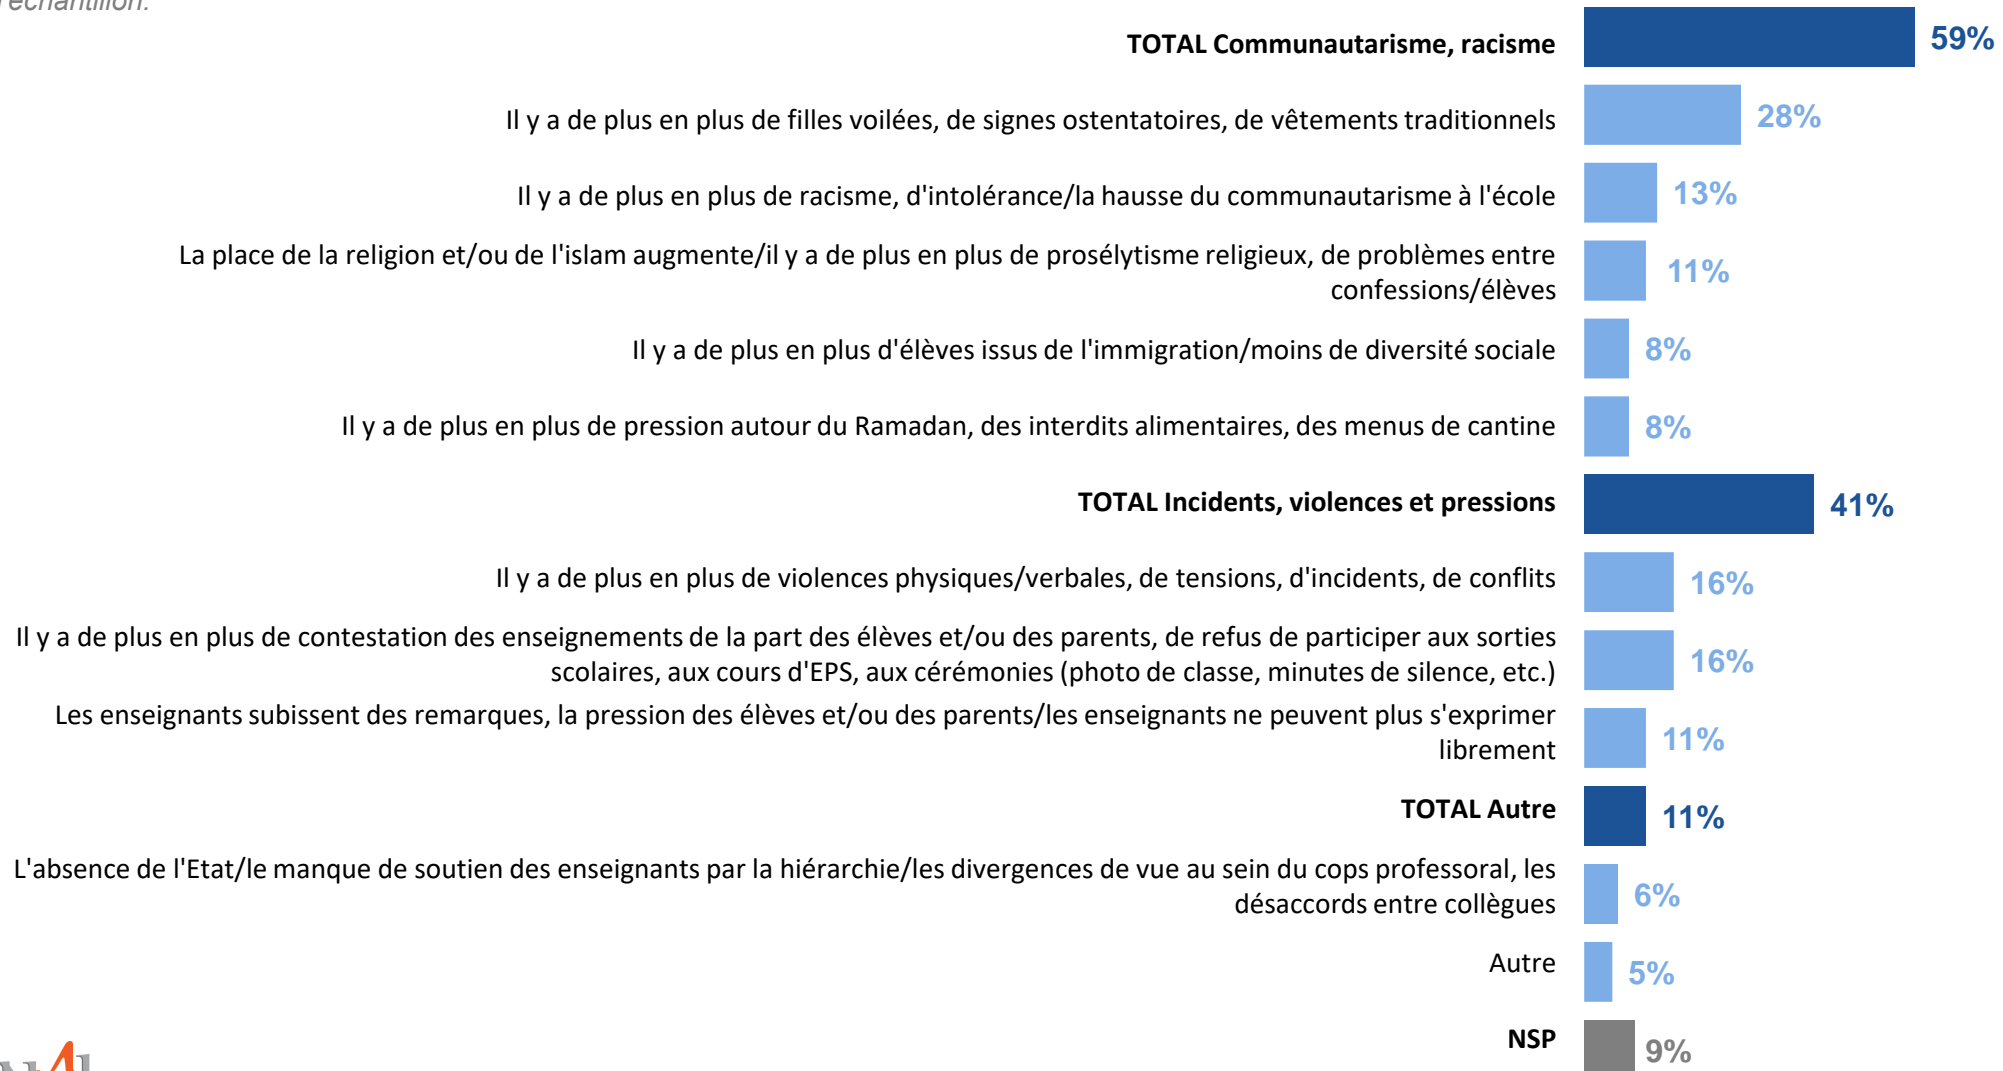 l'échantillon.
TOTAL Communautarisme, racisme 59%
Il y a de plus en plus de filles voilées, de signes ostentatoires, de vêtements traditionnels 28%
Il y a de plus en plus de racisme, d'intolérance/la hausse du communautarisme à l'école 13%
La place de la religion et/ou de l'islam augmente/il y a de plus en plus de prosélytisme religieux, de problèmes entre
confessions/élèves 11%
Il y a de plus en plus d'élèves issus de l'immigration/moins de diversité sociale 8%
Il y a de plus en plus de pression autour du Ramadan, des interdits alimentaires, des menus de cantine 8%
TOTAL Incidents, violences et pressions 41%
Il y a de plus en plus de violences physiques/verbales, de tensions, d'incidents, de conflits 16%
Il y a de plus en plus de contestation des enseignements de la part des élèves et/ou des parents, de refus de participer aux sorties
scolaires, aux cours d'EPS, aux cérémonies (photo de classe, minutes de silence, etc.) 16%
Les enseignants subissent des remarques, la pression des élèves et/ou des parents/les enseignants ne peuvent plus s'exprimer
librement 11%
TOTAL Autre 11%
L'absence de l'Etat/le manque de soutien des enseignants par la hiérarchie/les divergences de vue au sein du cops professoral, les
désaccords entre collègues 6%
Autre 5%
NSP 9%